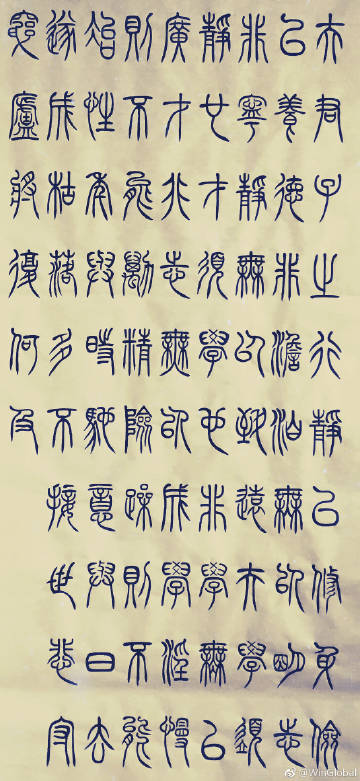 夫君子之行靜以修身儉
以養德非澹泊無以明志
非寧靜無以致遠夫學須
靜也才須學也非學無以
廣才非志無以成學淫慢
則不能勵精險躁則不能
冶性年與時馳意與日去
遂成枯落多不接世悲守
窮廬將復何及
@WinGlobal